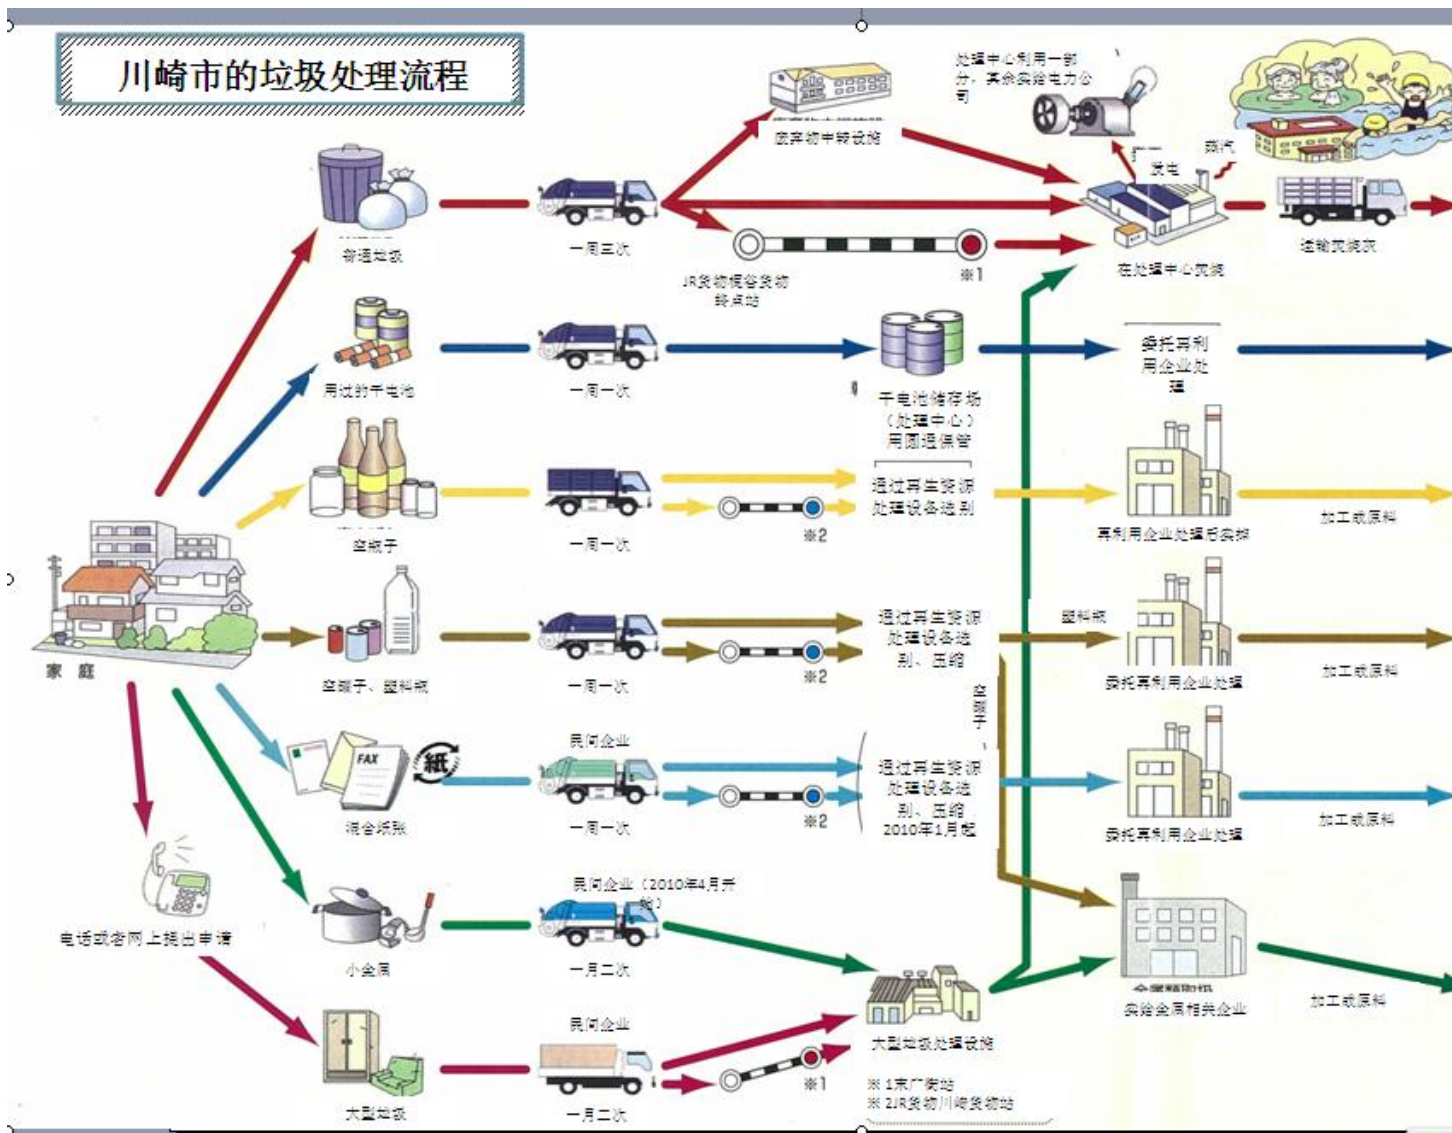 川崎市的垃圾处理流程
处理中心利用一部
分，其余卖给电力公
司
废弃物中转设施
发电
蒸汽
普通垃圾
一周三次
JR货物梶谷货物
终点站
※1
在处理中心焚烧
运输焚烧灰
用过的干电池
一周一次
干电池储存场
（处理中心）
用圆通保管
委托再利
用企业处
理
空瓶子
一周一次
※2
通过再生资源
处理设备选别
再利用企业处理后卖掉
加工成原料
家 庭
空罐子、塑料瓶
一周一次
※2
通过再生资源
处理设备选
别、压缩
塑料瓶
空罐子
委托再利用企业处理
加工成原料
FAX
紙
混合纸张
民间企业
一周一次
※2
通过再生资源
处理设备选
别、压缩
2010年1月起
委托再利用企业处理
加工成原料
电话或者网上提出申请
小金属
民间企业（2010年4月开
始）
一月二次
卖给金属相关企业
加工成原料
大型垃圾
民间企业
一月二次
※1
大型垃圾处理设施
※ 1末广街站
※ 2JR货物川崎货物站